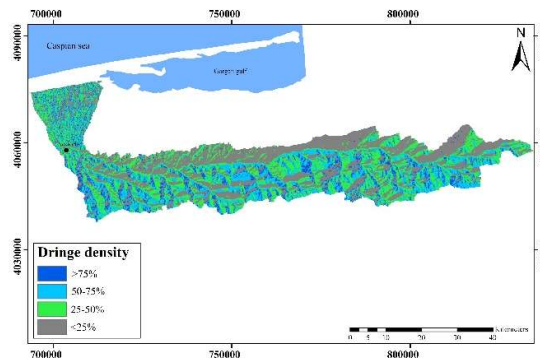 700000 750000 800000
N
4090000
Caspian sea
Gorgan gulf
4060000
4030000
Dringe density
>75%
50-75%
25-50%
<25%
0 5 10 20 30 40
kilometers
700000 750000 800000